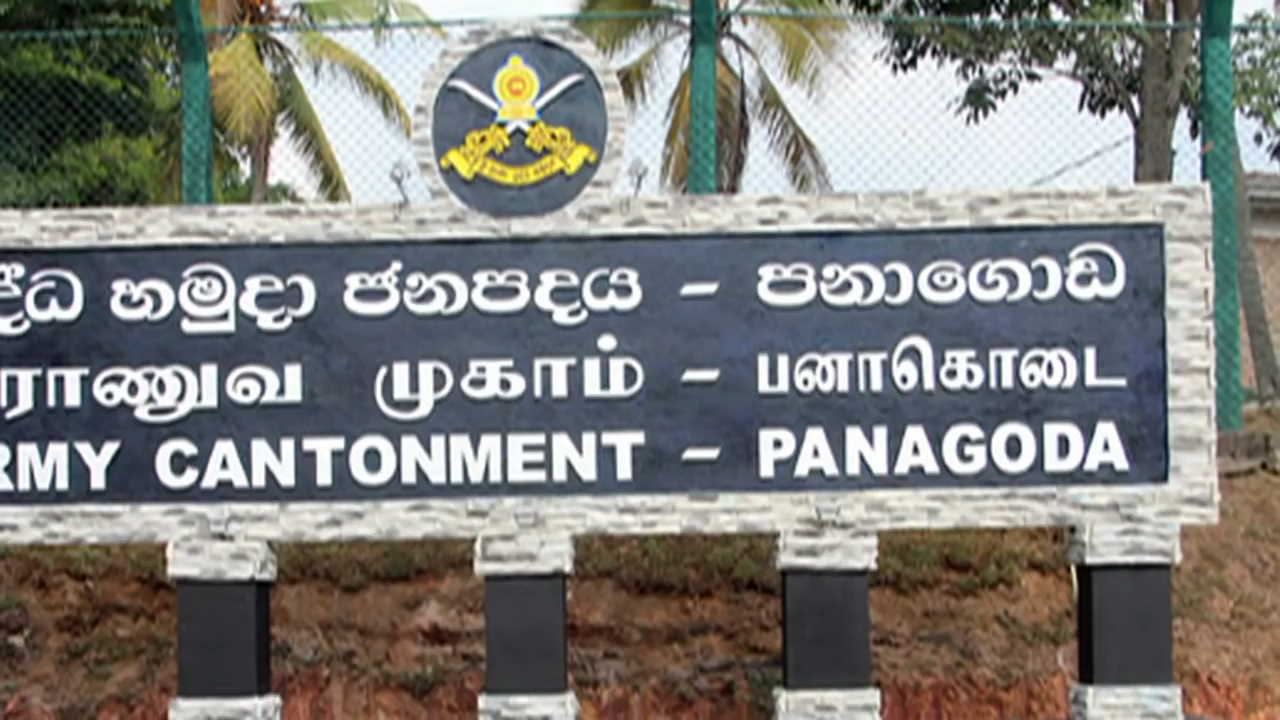 හමුදා ජනපදය - පනාගොඩ
ராணுவ முகாம் - பனாகொடை
CANTONMENT - PANAGODA